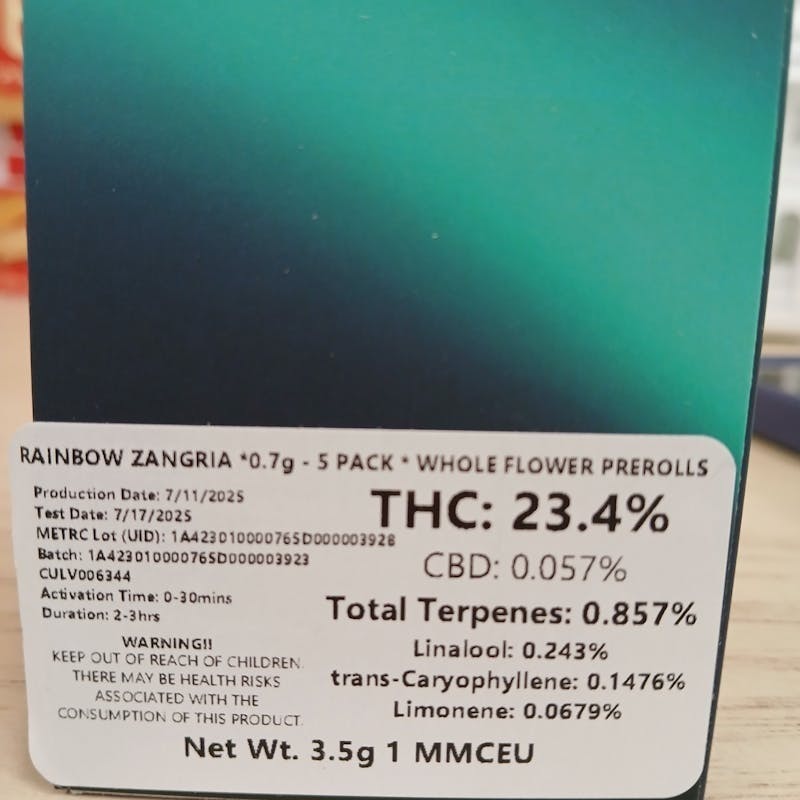 RAINBOW ZANGRIA *0.7g - 5 PACK * WHOLE FLOWER PREROLLS
Production Date: 7/11/2025
Test Date: 7/17/2025
METRC Lot (UID): 1A423010000765D000003928
Batch: 1A42301000076SD000003923
CULV006344
Activation Time: 0-30mins
Duration: 2-3hrs
WARNING!!
KEEP OUT OF REACH OF CHILDREN.
THERE MAY BE HEALTH RISKS
ASSOCIATED WITH THE
CONSUMPTION OF THIS PRODUCT.
THC: 23.4%
CBD: 0.057%
Total Terpenes: 0.857%
Linalool: 0.243%
trans-Caryophyllene: 0.1476%
Limonene: 0.0679%
Net Wt. 3.5g 1 MMCEU